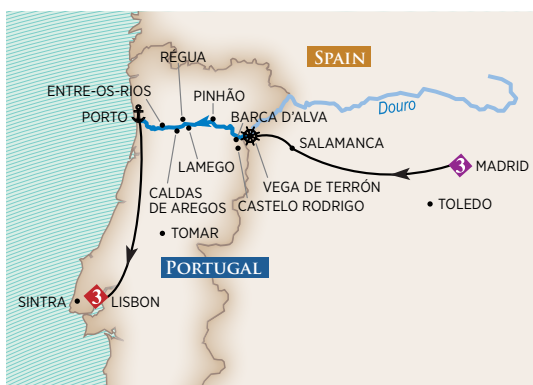 RÉGUA
SPAIN
ENTRE-OS-RIOS
PINHÃO
Douro
PORTO
BARCA D'ALVA
SALAMANCA
LAMEGO
3 MADRID
VEGA DE TERRÓN
CALDAS
DE AREGOS
CASTELO RODRIGO
TOLEDO
TOMAR
PORTUGAL
SINTRA
3 LISBON